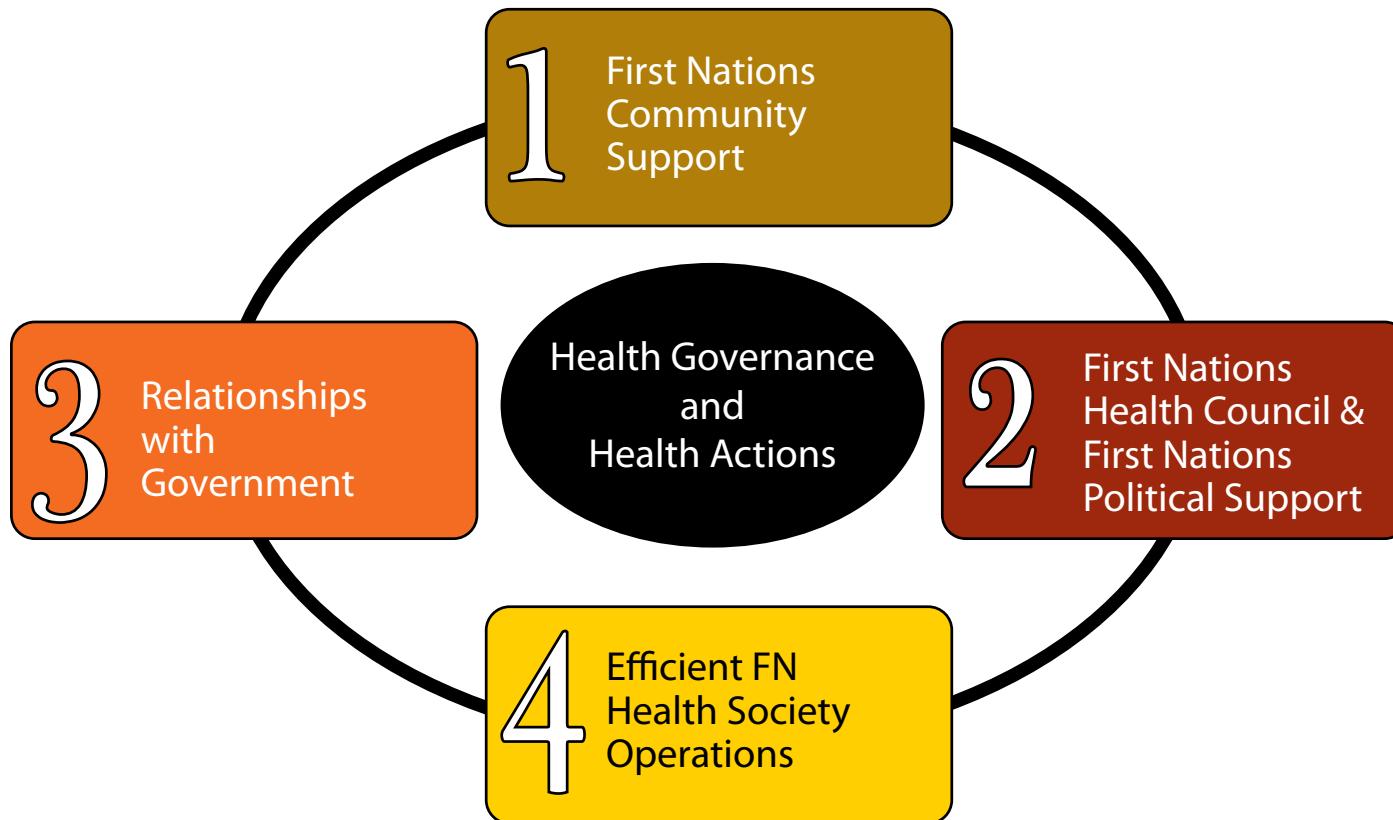 1
First Nations
Community
Support
Health Governance
and
Health Actions
2
First Nations
Health Council &
First Nations
Political Support
3
Relationships
with
Government
4
Efficient FN
Health Society
Operations